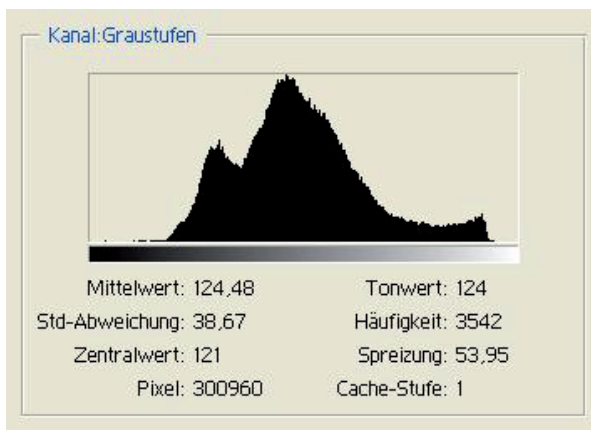 Kanal:Graustufen
Mittelwert: 124,48 Tonwert: 124
Std-Abweichung: 38,67 Häufigkeit: 3542
Zentralwert: 121 Spreizung: 53,95
Pixel: 300960 Cache-Stufe: 1